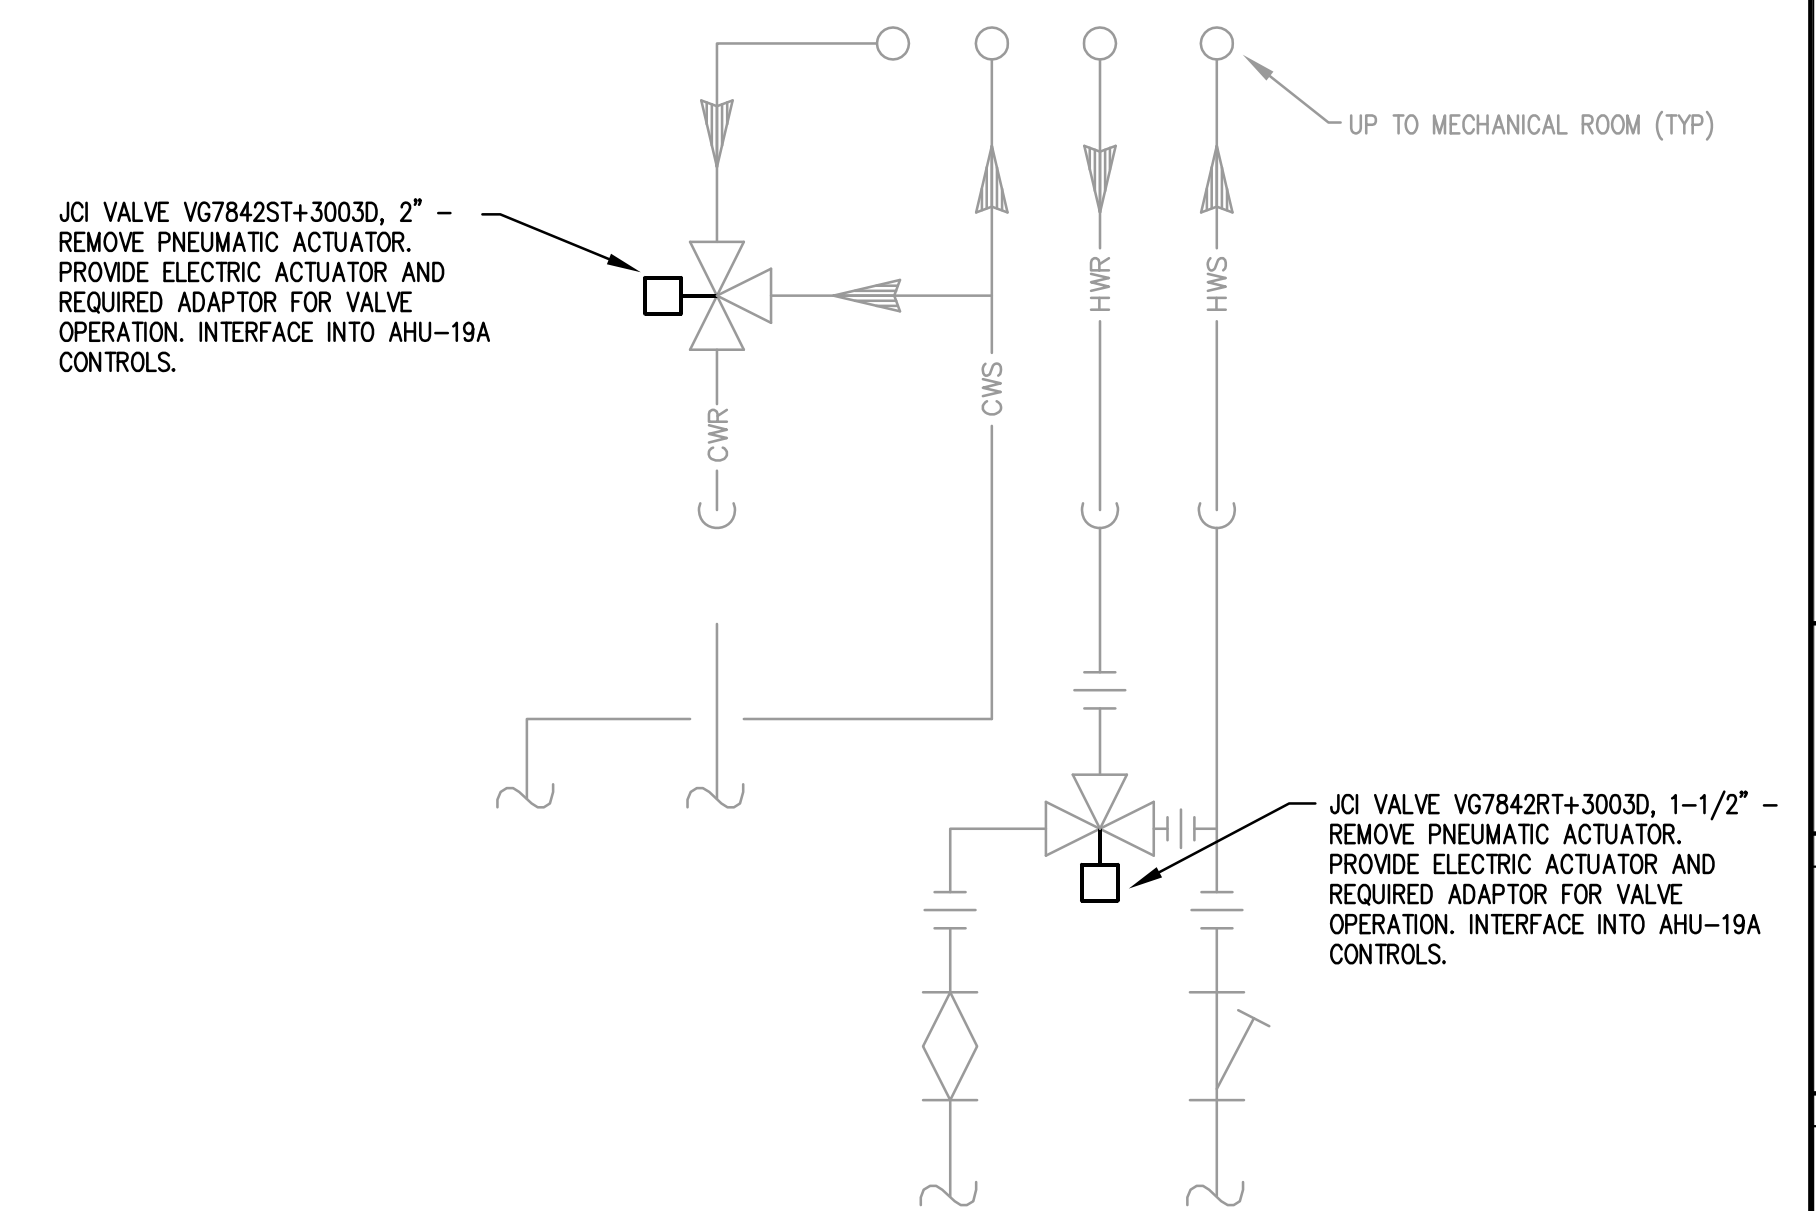 UP TO MECHANICAL ROOM (TYP)
JCI VALVE VG7842ST+3003D, 2" –
REMOVE PNEUMATIC ACTUATOR.
PROVIDE ELECTRIC ACTUATOR AND
REQUIRED ADAPTOR FOR VALVE
OPERATION. INTERFACE INTO AHU–19A
CONTROLS.
HWR
HWS
CWS
CWR
JCI VALVE VG7842RT+3003D, 1–1/2" –
REMOVE PNEUMATIC ACTUATOR.
PROVIDE ELECTRIC ACTUATOR AND
REQUIRED ADAPTOR FOR VALVE
OPERATION. INTERFACE INTO AHU–19A
CONTROLS.